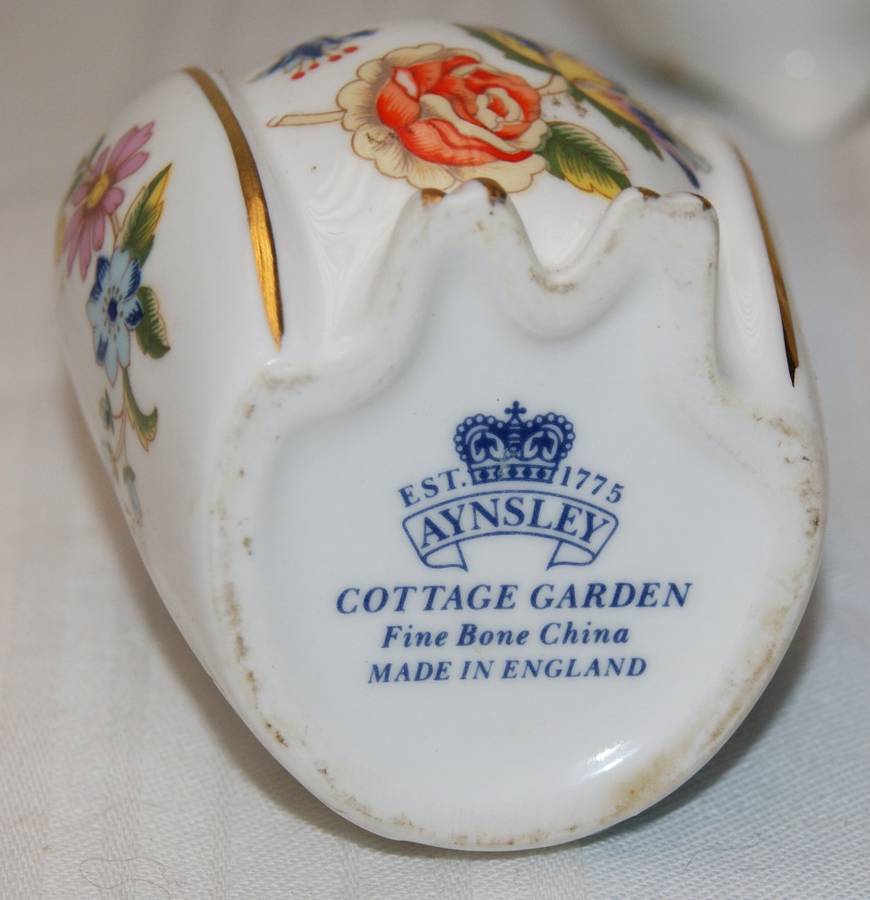 EST. 1775
AYNSLEY
COTTAGE GARDEN
Fine Bone China
MADE IN ENGLAND